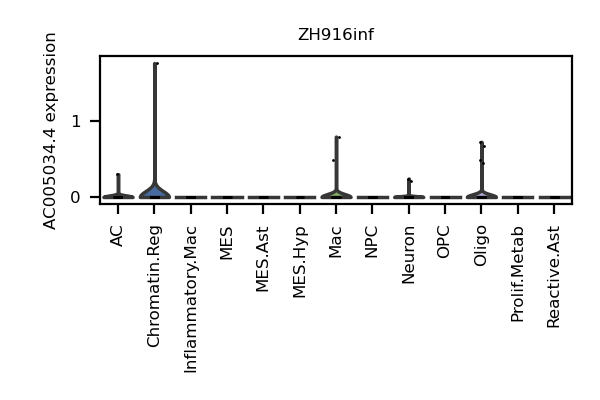 ZH916inf
AC005034.4 expression
1
0
AC
Chromatin.Reg
Inflammatory.Mac
MES
MES.Ast
MES.Hyp
Mac
NPC
Neuron
OPC
Oligo
Prolif.Metab
Reactive.Ast